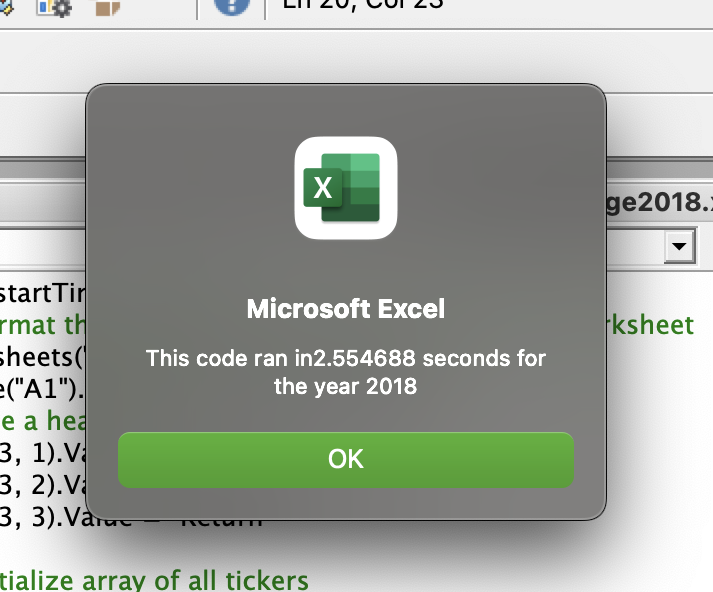 Ln 20, Col 23
ge2018.x
startTi
rmat th
rksheet
sheets("
e("A1").
Microsoft Excel
This code ran in2.554688 seconds for
the year 2018
e a hea
3, 1).Va
OK
3, 2).Va
3, 3).Value = "Return"
tialize array of all tickers